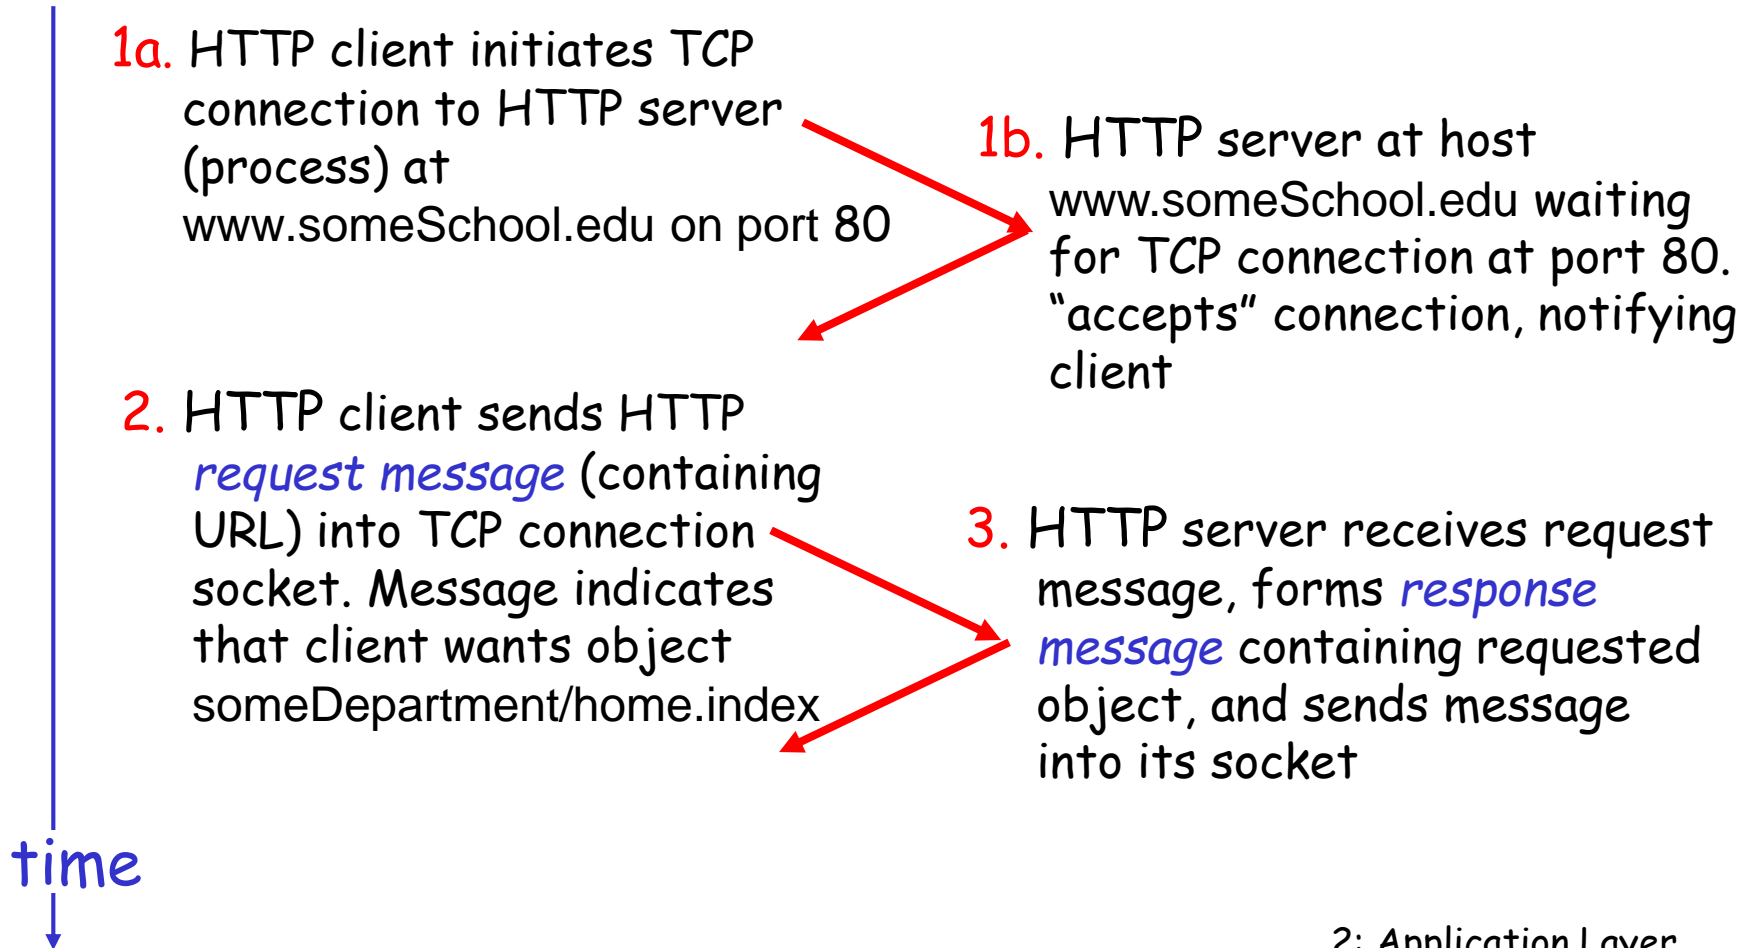 1a. HTTP client initiates TCP
connection to HTTP server
(process) at
www.someSchool.edu on port 80
1b. HTTP server at host
www.someSchool.edu waiting
for TCP connection at port 80.
“accepts” connection, notifying
client
2. HTTP client sends HTTP
request message (containing
URL) into TCP connection
socket. Message indicates
that client wants object
someDepartment/home.index
3. HTTP server receives request
message, forms response
message containing requested
object, and sends message
into its socket
time
2: Application Layer